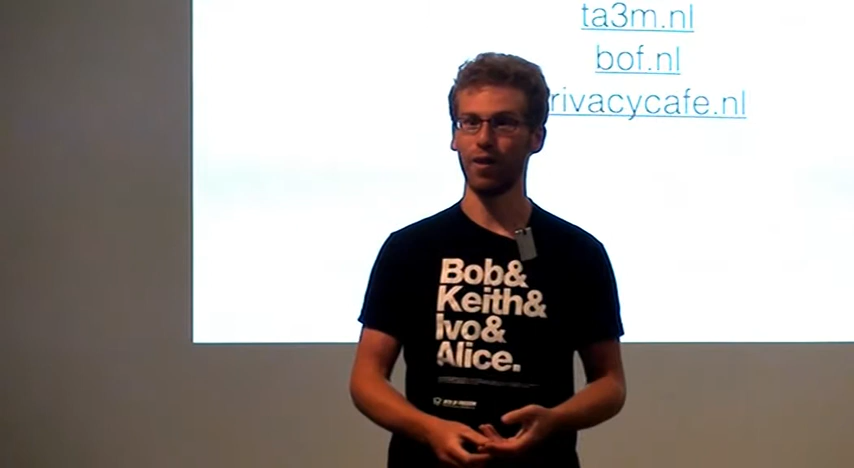 ta3m.nl
bof.nl
rivacycafe.nl
Bob&
Keith&
Ivo&
Alice.